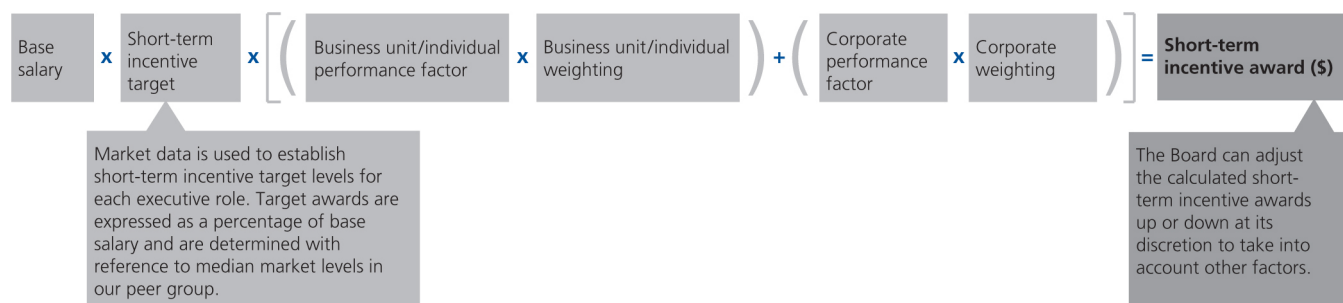 Base
salary
x
Short-term
incentive
target
x
[(
Business unit/individual
performance factor
x
Business unit/individual
weighting
)
+
(
Corporate
performance
factor
x
Corporate
weighting
)]
=
Short-term
incentive award ($)
Market data is used to establish
short-term incentive target levels for
each executive role. Target awards are
expressed as a percentage of base
salary and are determined with
reference to median market levels in
our peer group.
The Board can adjust
the calculated short-
term incentive awards
up or down at its
discretion to take into
account other factors.